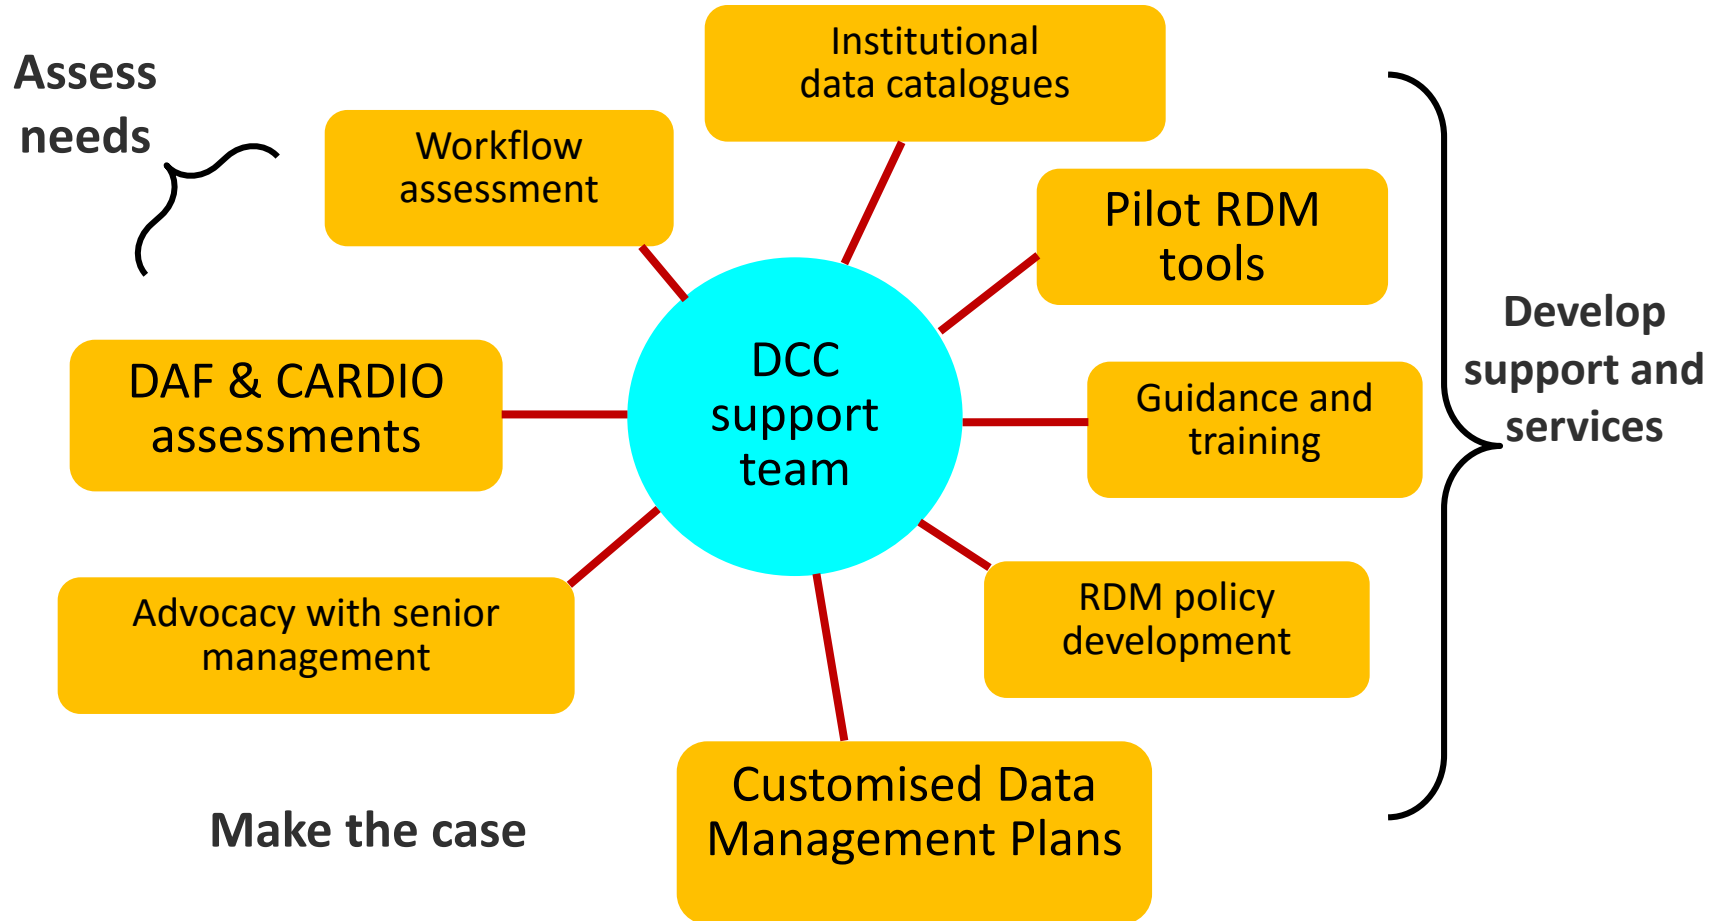 Assess
needs
Workflow
assessment
Institutional
data catalogues
Pilot RDM
tools
DAF & CARDIO
assessments
DCC
support
team
Guidance and
training
Develop
support and
services
Advocacy with senior
management
RDM policy
development
Make the case
Customised Data
Management Plans